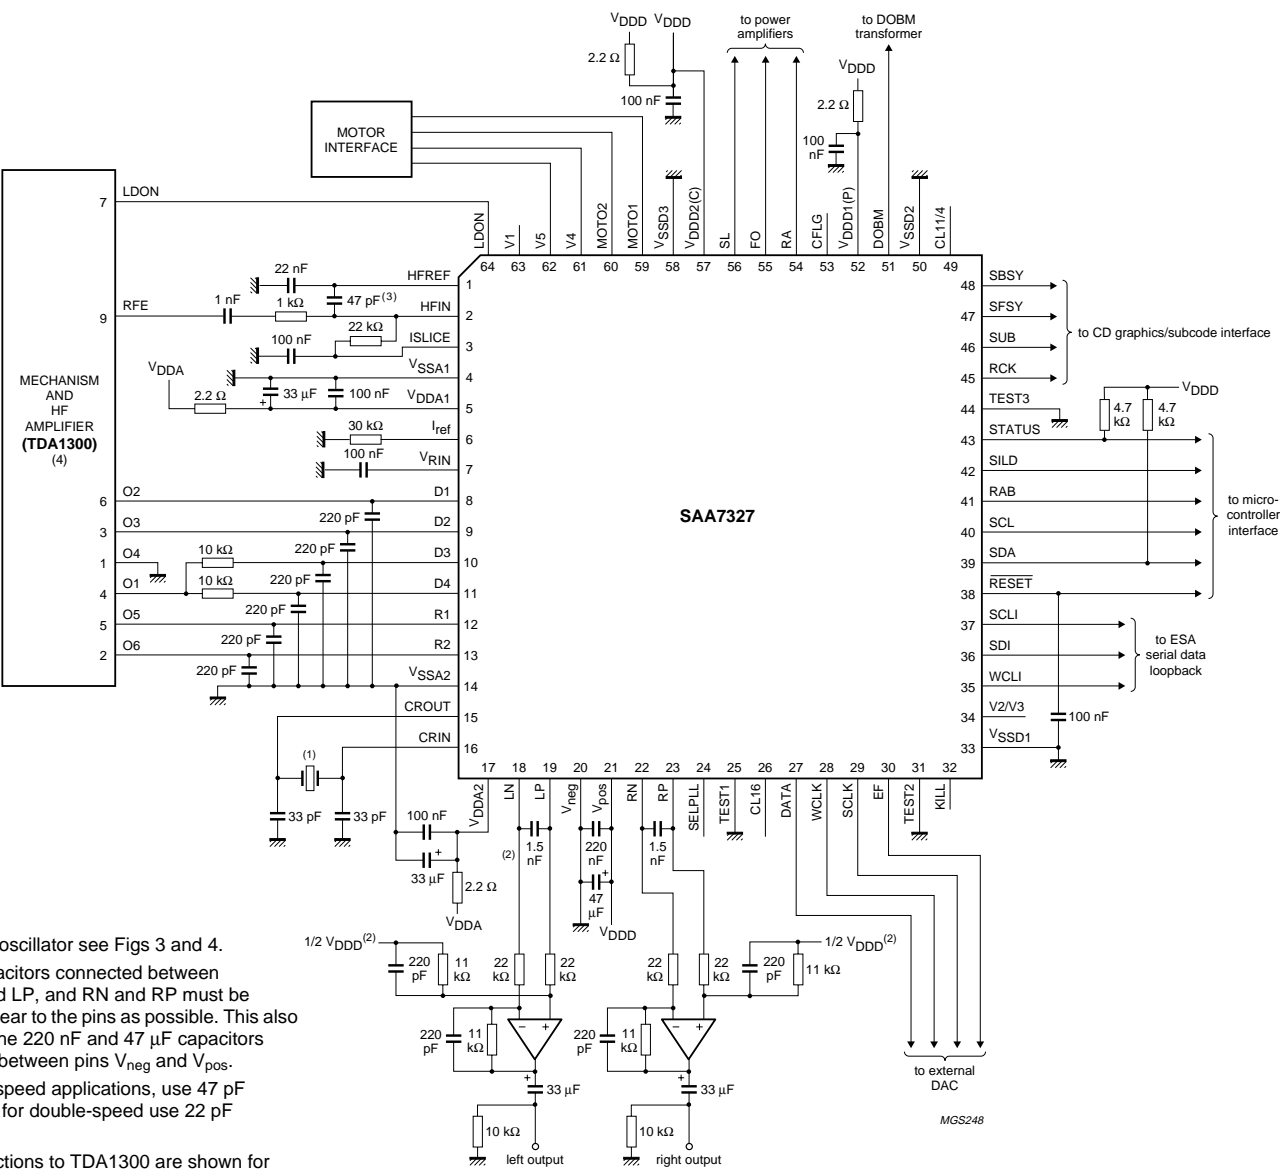 VDDD VDDD
2.2 Ω
100 nF
to power
amplifiers
to DOBM
transformer
VDDD
2.2 Ω
100
nF
MOTOR
INTERFACE
7
LDON
9
RFE
MECHANISM
AND
HF
AMPLIFIER
(TDA1300)
(4)
6
O2
3
O3
1
O4
4
O1
5
O5
2
O6
LDON
V1
V5
V4
MOTO2
MOTO1
VSSD3
VDDD2(C)
SL
FO
RA
CFLG
VDDD1(P)
DOBM
VSSD2
CL11/4
64 63 62 61 60 59 58 57 56 55 54 53 52 51 50 49
22 nF
HFREF
1
47 pF(3)
1 nF
1 kΩ
HFIN
2
22 kΩ
100 nF
ISLICE
3
VSSA1
4
VDDA
33 µF
+
100 nF
2.2 Ω
VDDA1
5
30 kΩ
Iref
6
100 nF
VRIN
7
D1
8
220 pF
D2
9
220 pF
10 kΩ
D3
10
220 pF
10 kΩ
D4
11
220 pF
R1
12
220 pF
R2
13
220 pF
VSSA2
14
CROUT
15
CRIN
16
(1)
33 pF
33 pF
SAA7327
48
SBSY
47
SFSY
46
SUB
45
RCK
to CD graphics/subcode interface
44
TEST3
VDDD
4.7
kΩ
4.7
kΩ
43
STATUS
42
SILD
41
RAB
40
SCL
39
SDA
38
RESET
to micro-
controller
interface
37
SCLI
36
SDI
35
WCLI
to ESA
serial data
loopback
34
V2/V3
100 nF
33
VSSD1
17 18 19 20 21 22 23 24 25 26 27 28 29 30 31 32
VDDA2
LN
LP
Vneg
Vpos
RN
RP
SELPLL
TEST1
CL16
DATA
WCLK
SCLK
EF
TEST2
KILL
100 nF
33 µF
+
2.2 Ω
VDDA
(2)
1.5
nF
220
nF
+
47
µF
VDDD
1.5
nF
1/2 VDDD(2)
220
pF
11
kΩ
22
kΩ
22
kΩ
22
kΩ
22
kΩ
220
pF
11 kΩ
1/2 VDDD(2)
220
pF
11
kΩ
− +
+
33 µF
10 kΩ
left output
220
pF
11
kΩ
− +
+
33 µF
10 kΩ
right output
to external
DAC
MGS248
oscillator see Figs 3 and 4.
acitors connected between
d LP, and RN and RP must be
ear to the pins as possible. This also
he 220 nF and 47 µF capacitors
between pins Vneg and Vpos.
speed applications, use 47 pF
for double-speed use 22 pF
ctions to TDA1300 are shown for